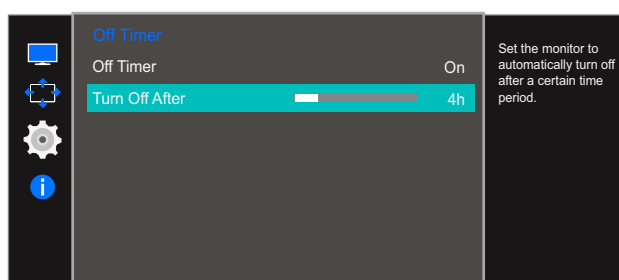 Off Timer
Off Timer On
Turn Off After 4h
Set the monitor to
automatically turn off
after a certain time
period.